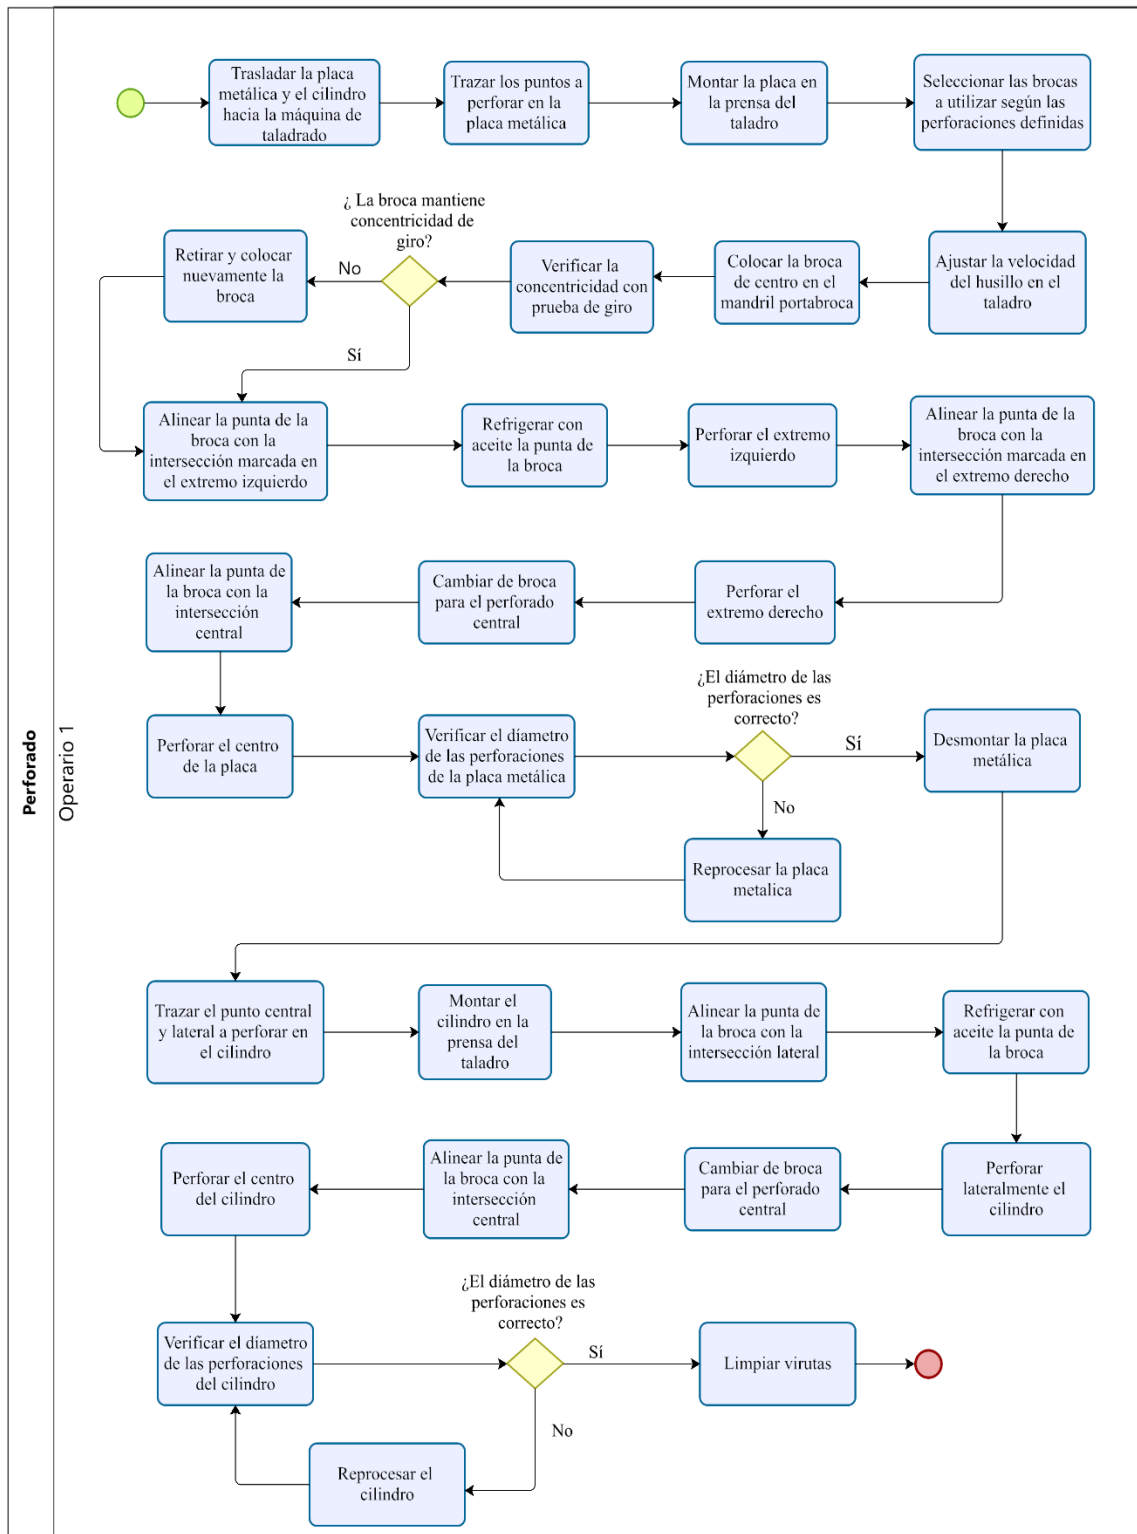 Perforado
Operario 1
Trasladar la placa
metálica y el cilindro
hacia la máquina de
taladrado
Trazar los puntos a
perforar en la
placa metálica
Montar la placa en
la prensa del
taladro
Seleccionar las brocas
a utilizar según las
perforaciones definidas
Ajustar la velocidad
del husillo en el
taladro
Colocar la broca
de centro en el
mandril portabroca
Verificar la
concentricidad con
prueba de giro
¿ La broca mantiene
concentricidad de
giro?
No
Retirar y colocar
nuevamente la
broca
Sí
Alinear la punta de la
broca con la
intersección marcada en
el extremo izquierdo
Refrigerar con
aceite la punta de
la broca
Perforar el extremo
izquierdo
Alinear la punta de la
broca con la
intersección marcada en
el extremo derecho
Perforar el
extremo derecho
Cambiar de broca
para el perforado
central
Alinear la punta de
la broca con la
intersección
central
Perforar el centro
de la placa
Verificar el díametro
de las perforaciones
de la placa metálica
¿El diámetro de las
perforaciones es
correcto?
Sí
Desmontar la placa
metálica
No
Reprocesar la placa
metalica
Trazar el punto central
y lateral a perforar en
el cilindro
Montar el
cilindro en la
prensa del
taladro
Alinear la punta de
la broca con la
intersección lateral
Refrigerar con
aceite la punta de
la broca
Perforar
lateralmente el
cilindro
Cambiar de broca
para el perforado
central
Alinear la punta de
la broca con la
intersección
central
Perforar el centro
del cilindro
Verificar el díametro
de las perforaciones
del cilindro
¿El diámetro de las
perforaciones es
correcto?
Sí
Limpiar virutas
No
Reprocesar el
cilindro